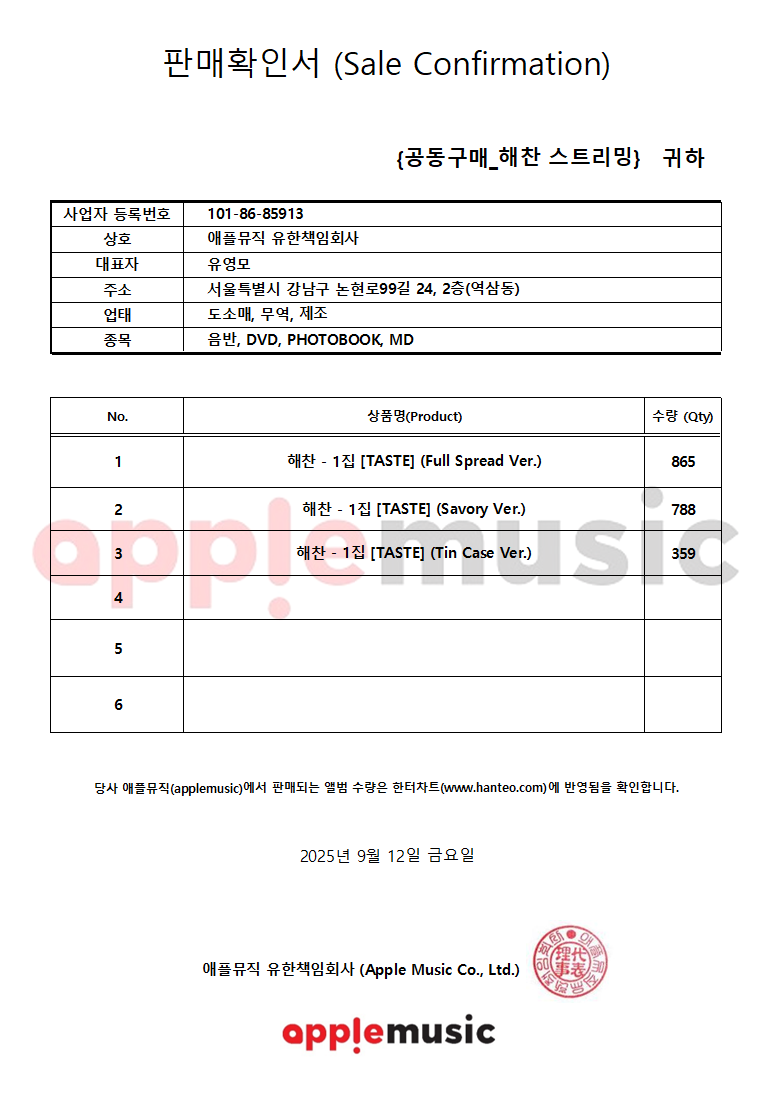 판매확인서 (Sale Confirmation)
{공동구매_해찬 스트리밍} 귀하
사업자 등록번호 101-86-85913
상호 애플뮤직 유한책임회사
대표자 유영모
주소 서울특별시 강남구 논현로99길 24, 2층(역삼동)
업태 도소매, 무역, 제조
종목 음반, DVD, PHOTOBOOK, MD
No. 상품명(Product) 수량 (Qty)
1 해찬 - 1집 [TASTE] (Full Spread Ver.) 865
2 해찬 - 1집 [TASTE] (Savory Ver.) 788
applemusic
3 해찬 - 1집 [TASTE] (Tin Case Ver.) 359
4
5
6
당사 애플뮤직(applemusic)에서 판매되는 앨범 수량은 한터차트(www.hanteo.com)에 반영됨을 확인합니다.
2025년 9월 12일 금요일
애플뮤직 유한책임회사 (Apple Music Co., Ltd.)
代表
理事
applemusic